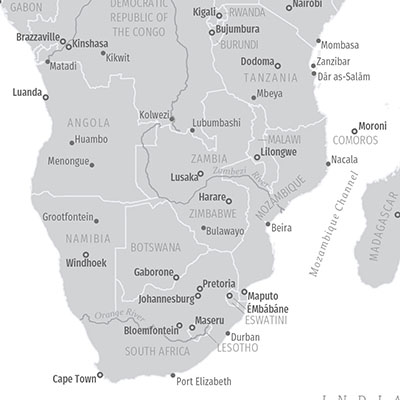 GABON
DEMOCRATIC
REPUBLIC OF
THE CONGO
Kigali
RWANDA
Nairobi
Brazzaville
Kinshasa
Bujumbura
BURUNDI
Mombasa
Matadi
Kikwit
Dodoma
TANZANIA
Zanzibar
Dār as-Salām
Luanda
Mbeya
Kolwezi
ANGOLA
Lubumbashi
Moroni
COMOROS
Huambo
MALAWI
Menongue
ZAMBIA
Lilongwe
Nacala
Lusaka
Zambezi
Harare
MOZAMBIQUE
Mozambique Channel
MADAGASCAR
Grootfontein
ZIMBABWE
Bulawayo
Beira
NAMIBIA
BOTSWANA
Windhoek
Gaborone
Pretoria
Johannesburg
Maputo
ÉMbābāne
ESWATINI
Orange River
Bloemfontein
Maseru
Durban
SOUTH AFRICA
LESOTHO
Cape Town
Port Elizabeth
I N D I A